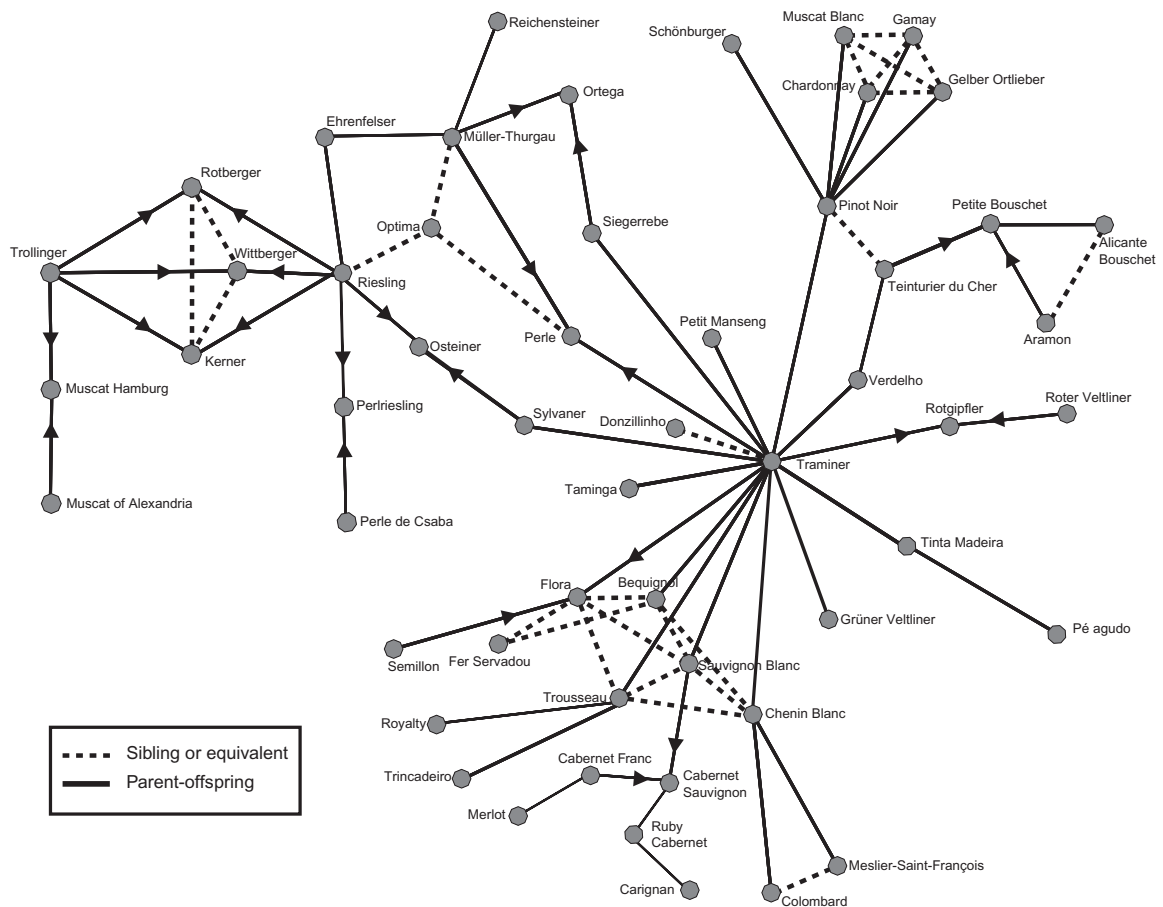 Reichensteiner
Schönburger
Muscat Blanc
Gamay
Chardonnay
Gelber Ortlieber
Ortega
Ehrenfelser
Müller-Thurgau
Rotberger
Optima
Siegerrebe
Pinot Noir
Petite Bouschet
Alicante
Bouschet
Trollinger
Wittberger
Riesling
Teinturier du Cher
Petit Manseng
Aramon
Perle
Osteiner
Kerner
Verdelho
Muscat Hamburg
Perlriesling
Sylvaner
Donzillinho
Rotgipfler
Roter Veltliner
Traminer
Taminga
Muscat of Alexandria
Perle de Csaba
Tinta Madeira
Flora
Bequignol
Grüner Veltliner
Pé agudo
Semillon
Fer Servadou
Sauvignon Blanc
Trousseau
Chenin Blanc
Royalty
Sibling or equivalent
Parent-offspring
Trincadeiro
Cabernet Franc
Cabernet
Sauvignon
Merlot
Ruby
Cabernet
Carignan
Meslier-Saint-François
Colombard